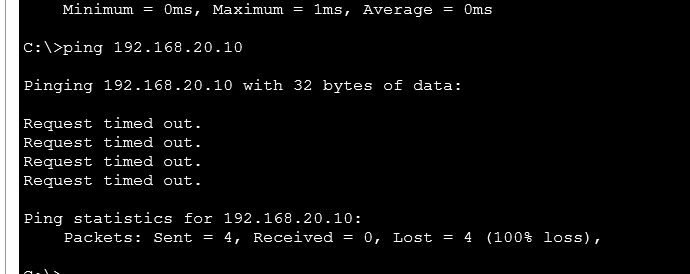 Minimum = 0ms, Maximum = 1ms, Average = 0ms
C:\>ping 192.168.20.10
Pinging 192.168.20.10 with 32 bytes of data:
Request timed out.
Request timed out.
Request timed out.
Request timed out.
Ping statistics for 192.168.20.10:
Packets: Sent = 4, Received = 0, Lost = 4 (100% loss),
C:\>